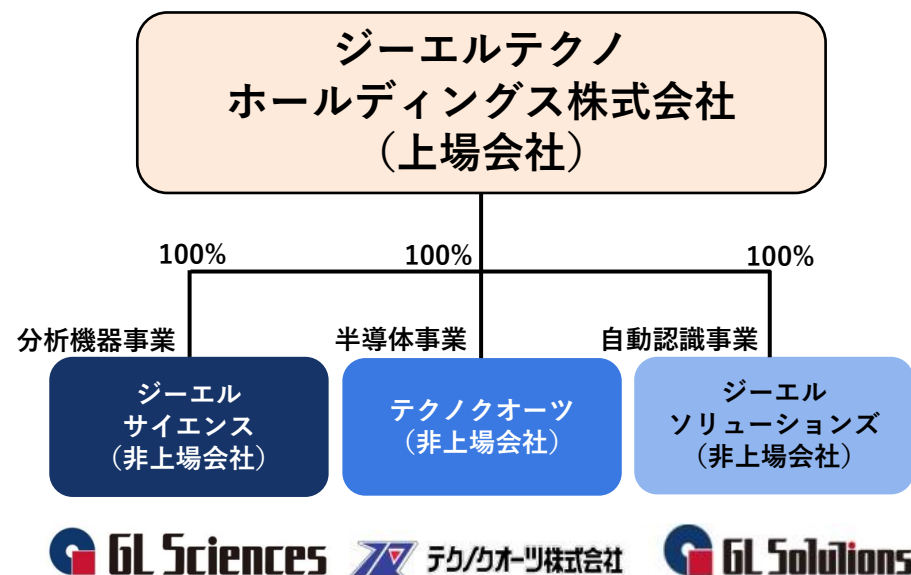 ジーエルテクノ
ホールディングス株式会社
（上場会社）
100%
100%
100%
分析機器事業
半導体事業
自動認識事業
ジーエル
サイエンス
（非上場会社）
テクノクオーツ
（非上場会社）
ジーエル
ソリューションズ
（非上場会社）
GL Sciences
テクノクオーツ株式会社
GL Solutions